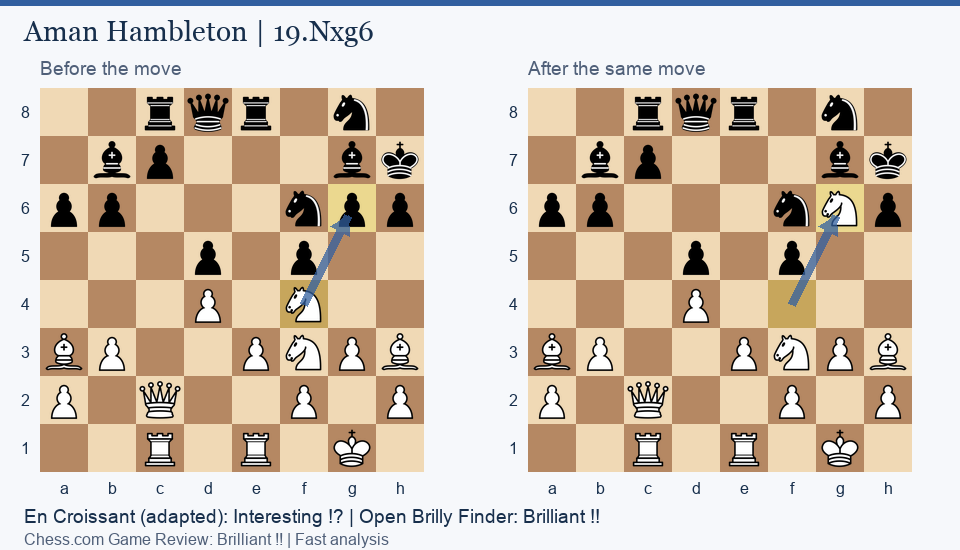 Aman Hambleton | 19.Nxg6
Before the move
After the same move
8
7
6
5
4
3
2
1
a b c d e f g h
8
7
6
5
4
3
2
1
a b c d e f g h
En Croissant (adapted): Interesting !? | Open Brilly Finder: Brilliant !!
Chess.com Game Review: Brilliant !! | Fast analysis